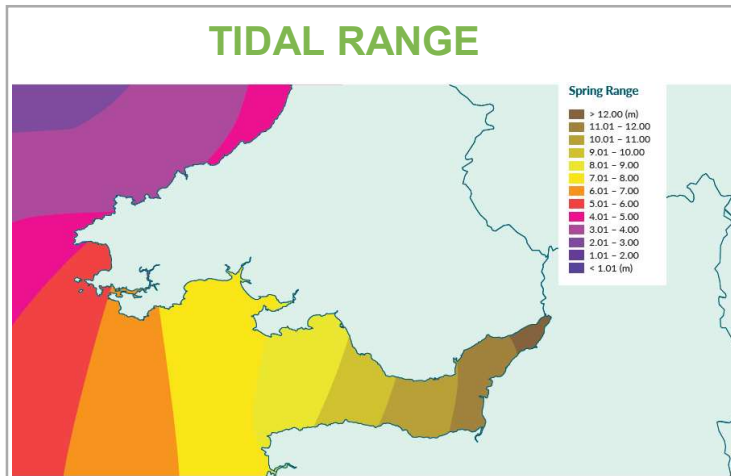 TIDAL RANGE
Spring Range
> 12.00 (m)
11.01 – 12.00
10.01 – 11.00
9.01 – 10.00
8.01 – 9.00
7.01 – 8.00
6.01 – 7.00
5.01 – 6.00
4.01 – 5.00
3.01 – 4.00
2.01 – 3.00
1.01 – 2.00
< 1.01 (m)